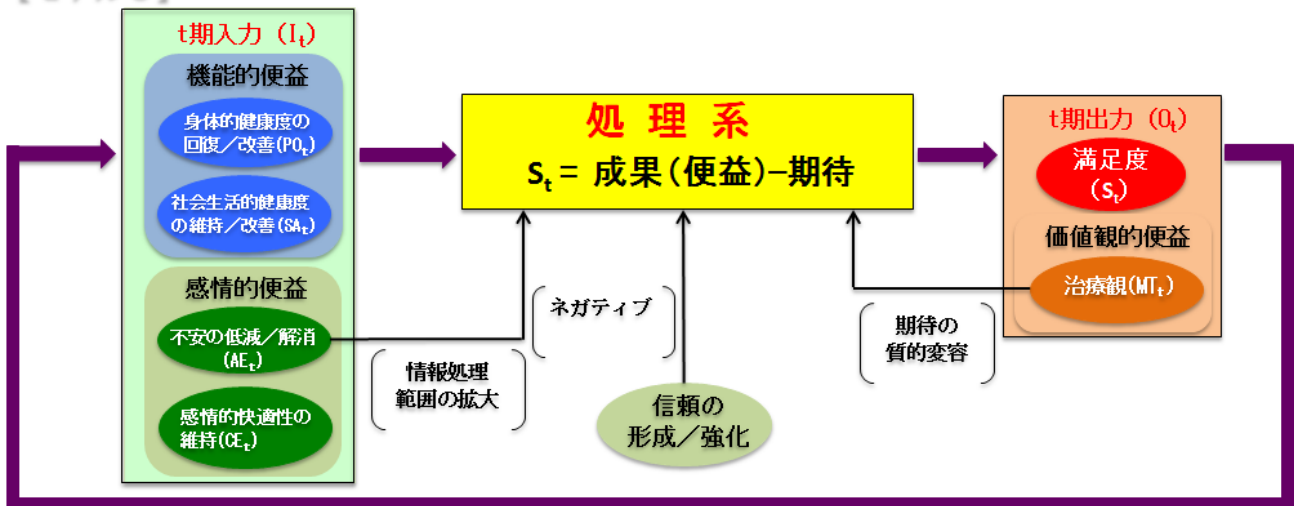 t期入力 (It)
機能的便益
身体的健康度の
回復／改善(POt)
社会生活的健康度
の維持／改善(SAt)
感情的便益
不安の低減／解消
(AEt)
感情的快適性の
維持(CEt)
処 理 系
St = 成果(便益)−期待
ネガティブ
情報処理
範囲の拡大
信頼の
形成／強化
期待の
質的変容
t期出力 (Ot)
満足度
(St)
価値観的便益
治療観(MTt)